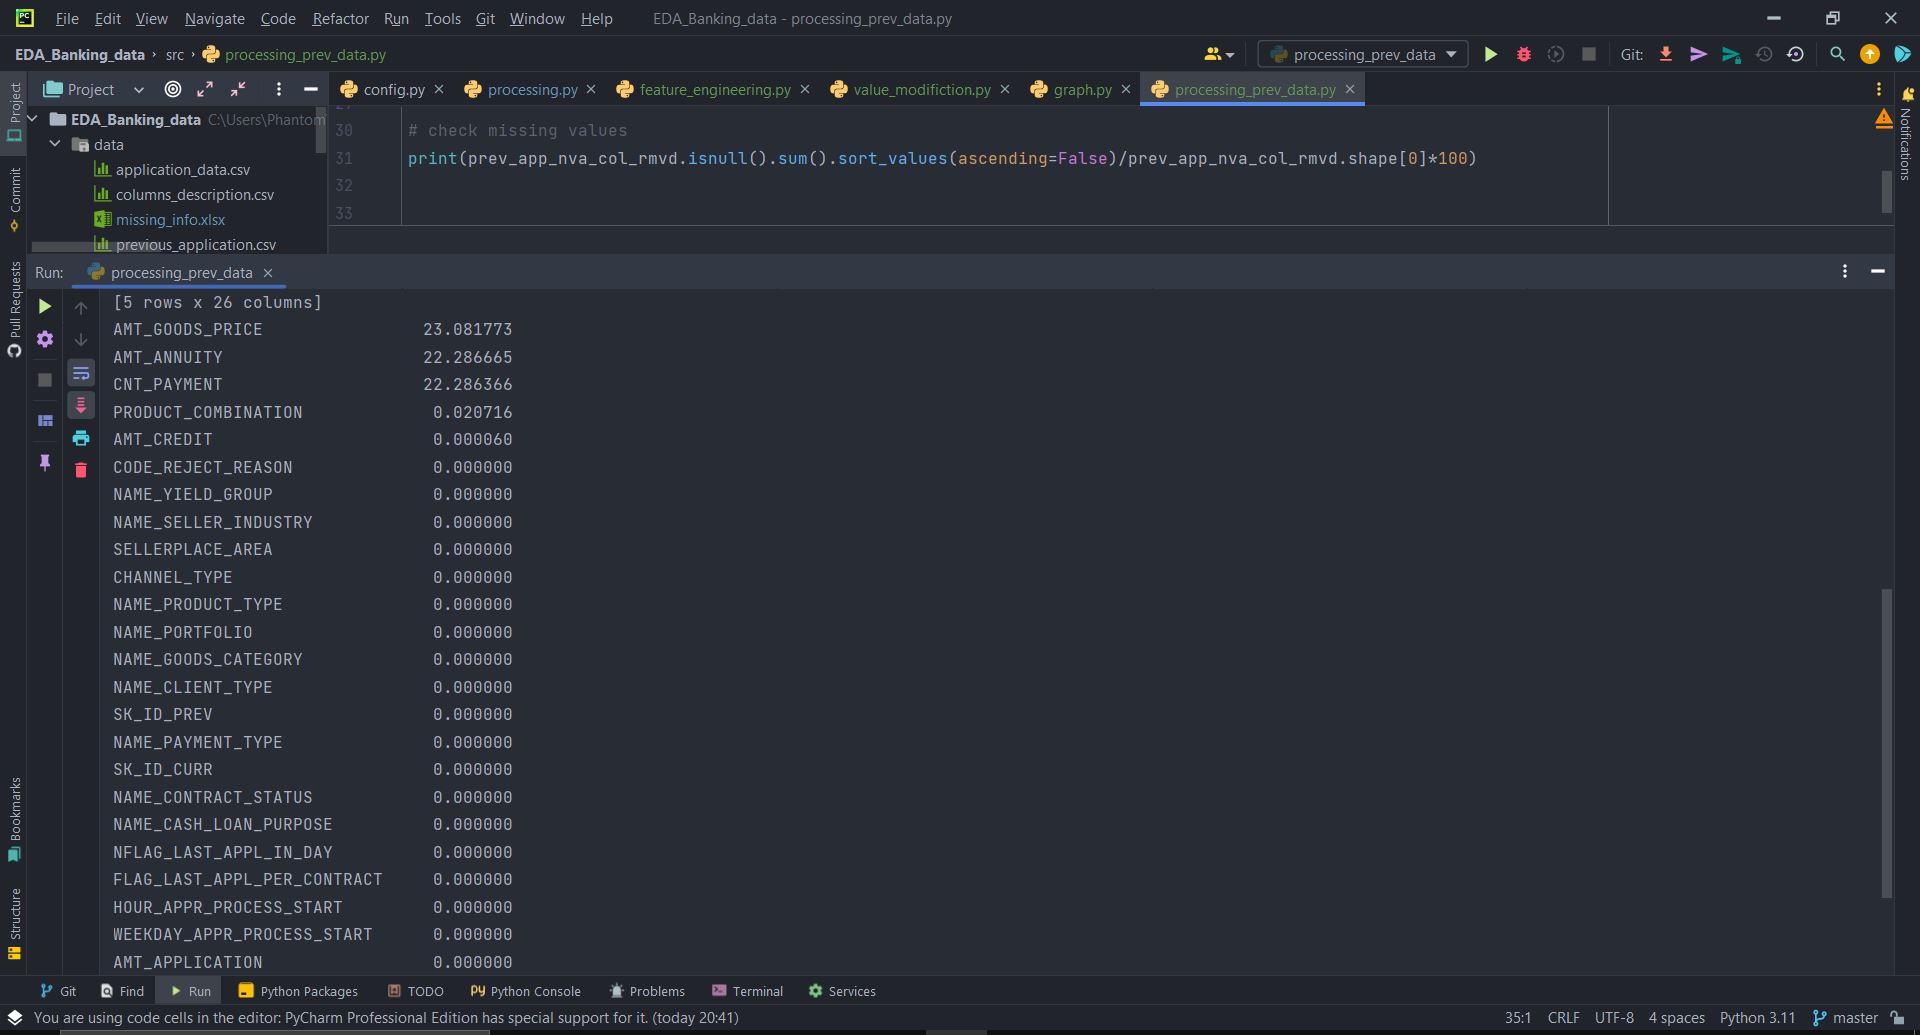 PC File Edit View Navigate Code Refactor Run Tools Git Window Help EDA_Banking_data - processing_prev_data.py
EDA_Banking_data › src › processing_prev_data.py processing_prev_data Git:
Project config.py processing.py feature_engineering.py value_modifiction.py graph.py processing_prev_data.py
Project
Commit
Pull Requests
Bookmarks
Structure
Notifications
EDA_Banking_data C:\Users\Phantom
data
application_data.csv
columns_description.csv
missing_info.xlsx
previous_application.csv
30 # check missing values
31 print(prev_app_nva_col_rmvd.isnull().sum().sort_values(ascending=False)/prev_app_nva_col_rmvd.shape[0]*100)
32
33
Run: processing_prev_data
[5 rows x 26 columns]
AMT_GOODS_PRICE 23.081773
AMT_ANNUITY 22.286665
CNT_PAYMENT 22.286366
PRODUCT_COMBINATION 0.020716
AMT_CREDIT 0.000060
CODE_REJECT_REASON 0.000000
NAME_YIELD_GROUP 0.000000
NAME_SELLER_INDUSTRY 0.000000
SELLERPLACE_AREA 0.000000
CHANNEL_TYPE 0.000000
NAME_PRODUCT_TYPE 0.000000
NAME_PORTFOLIO 0.000000
NAME_GOODS_CATEGORY 0.000000
NAME_CLIENT_TYPE 0.000000
SK_ID_PREV 0.000000
NAME_PAYMENT_TYPE 0.000000
SK_ID_CURR 0.000000
NAME_CONTRACT_STATUS 0.000000
NAME_CASH_LOAN_PURPOSE 0.000000
NFLAG_LAST_APPL_IN_DAY 0.000000
FLAG_LAST_APPL_PER_CONTRACT 0.000000
HOUR_APPR_PROCESS_START 0.000000
WEEKDAY_APPR_PROCESS_START 0.000000
AMT_APPLICATION 0.000000
Git Find Run Python Packages TODO Python Console Problems Terminal Services
You are using code cells in the editor: PyCharm Professional Edition has special support for it. (today 20:41) 35:1 CRLF UTF-8 4 spaces Python 3.11 master